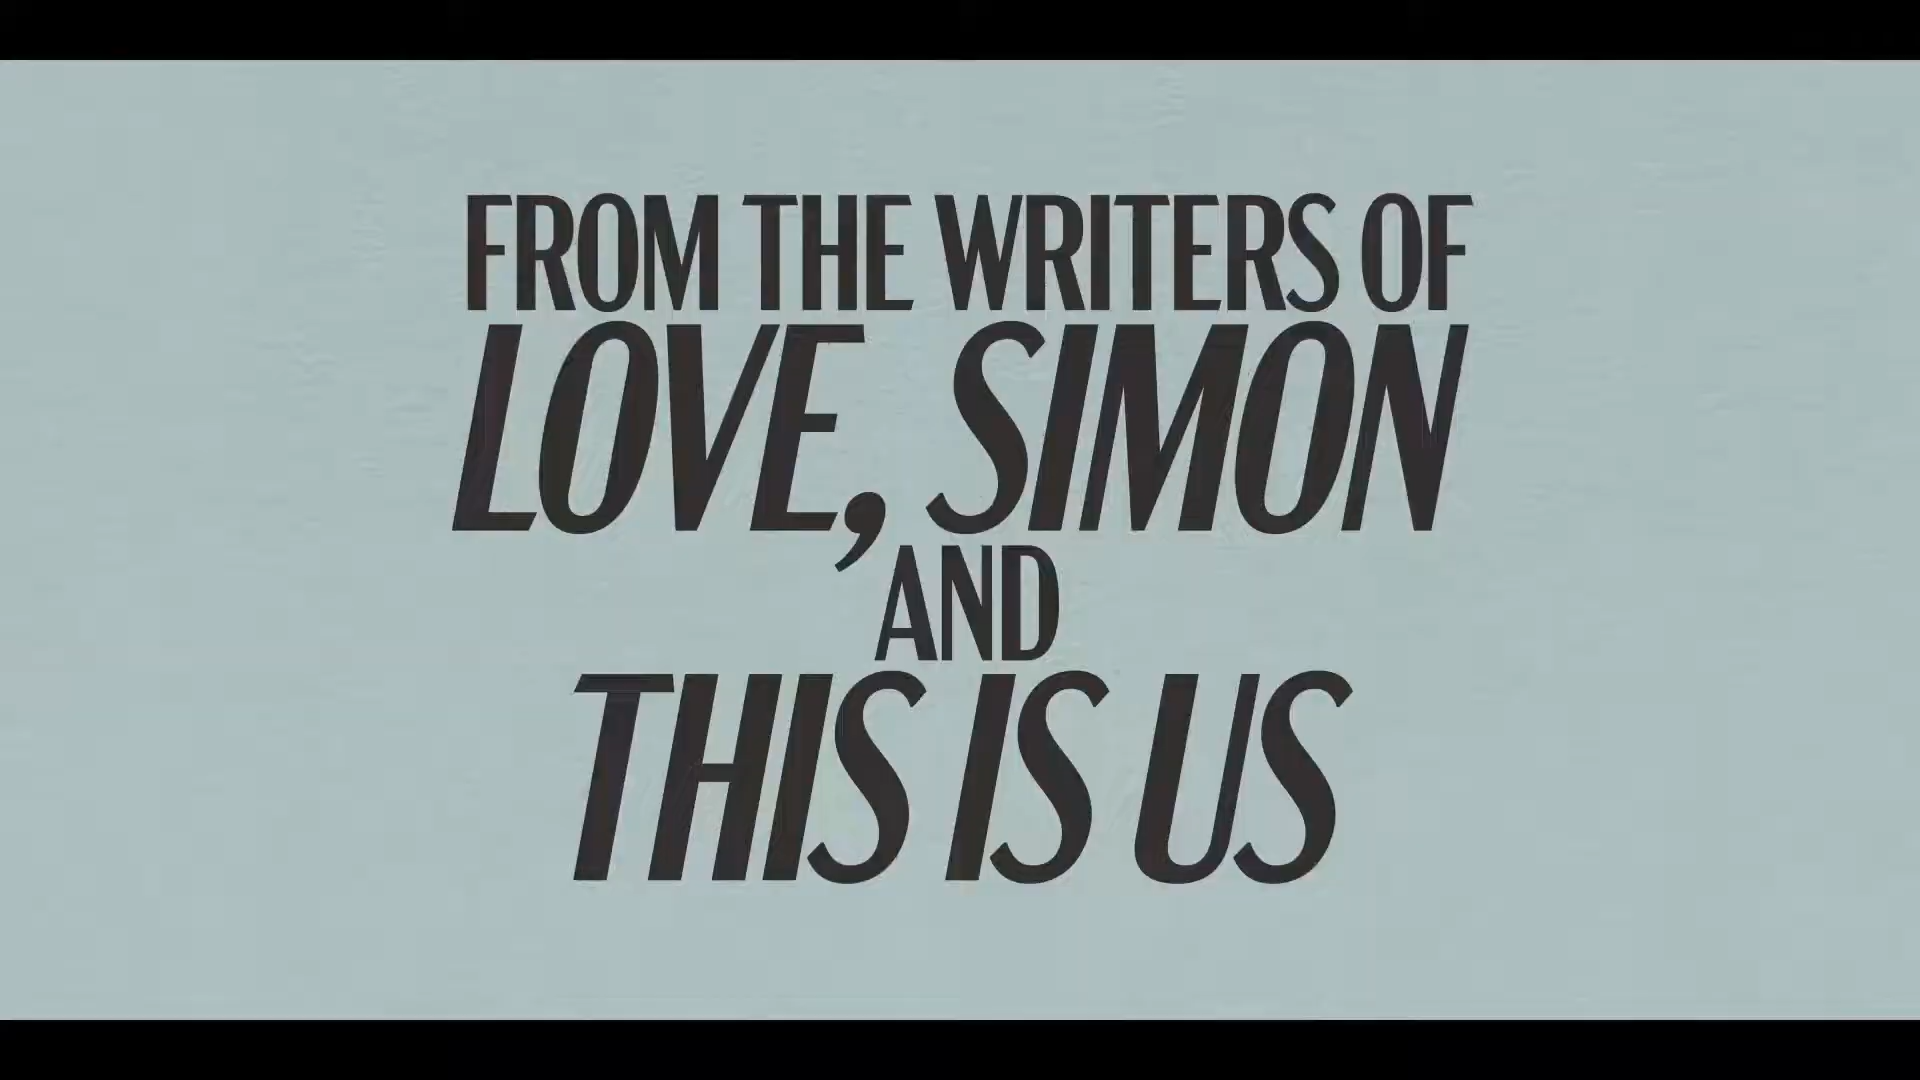 FROM THE WRITERS OF
LOVE, SIMON
AND
THIS IS US